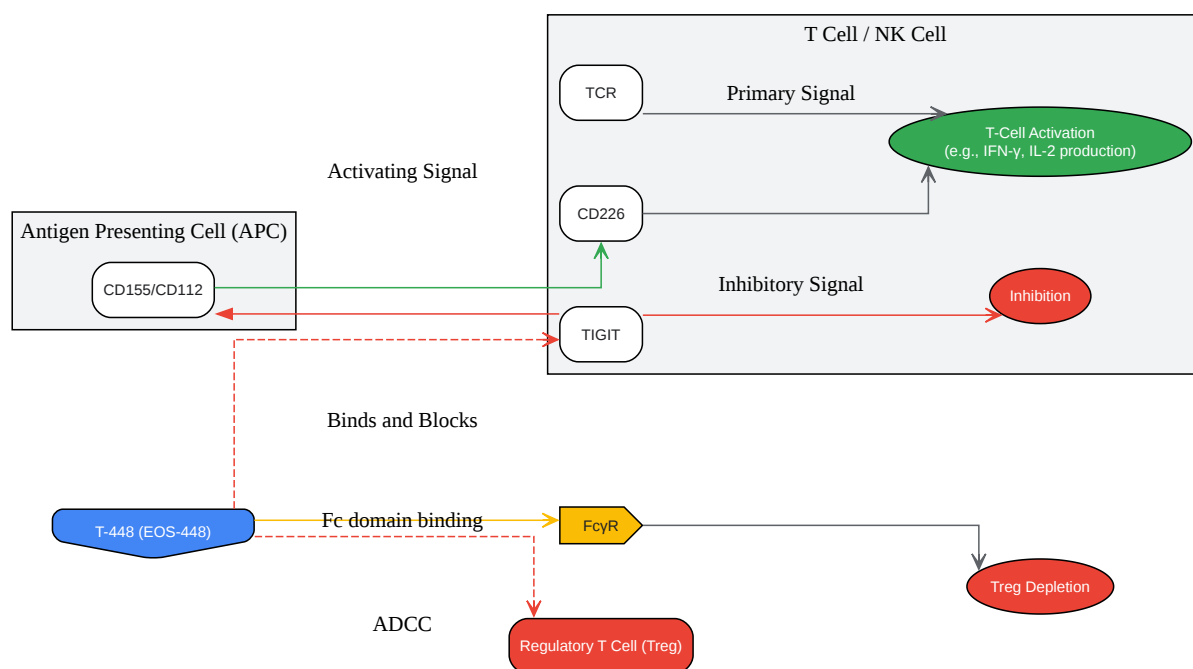 T Cell / NK Cell
TCR
Primary Signal
T-Cell Activation
(e.g., IFN-γ, IL-2 production)
Activating Signal
CD226
Antigen Presenting Cell (APC)
CD155/CD112
Inhibitory Signal
Inhibition
TIGIT
Binds and Blocks
T-448 (EOS-448)
Fc domain binding
FcγR
Treg Depletion
ADCC
Regulatory T Cell (Treg)